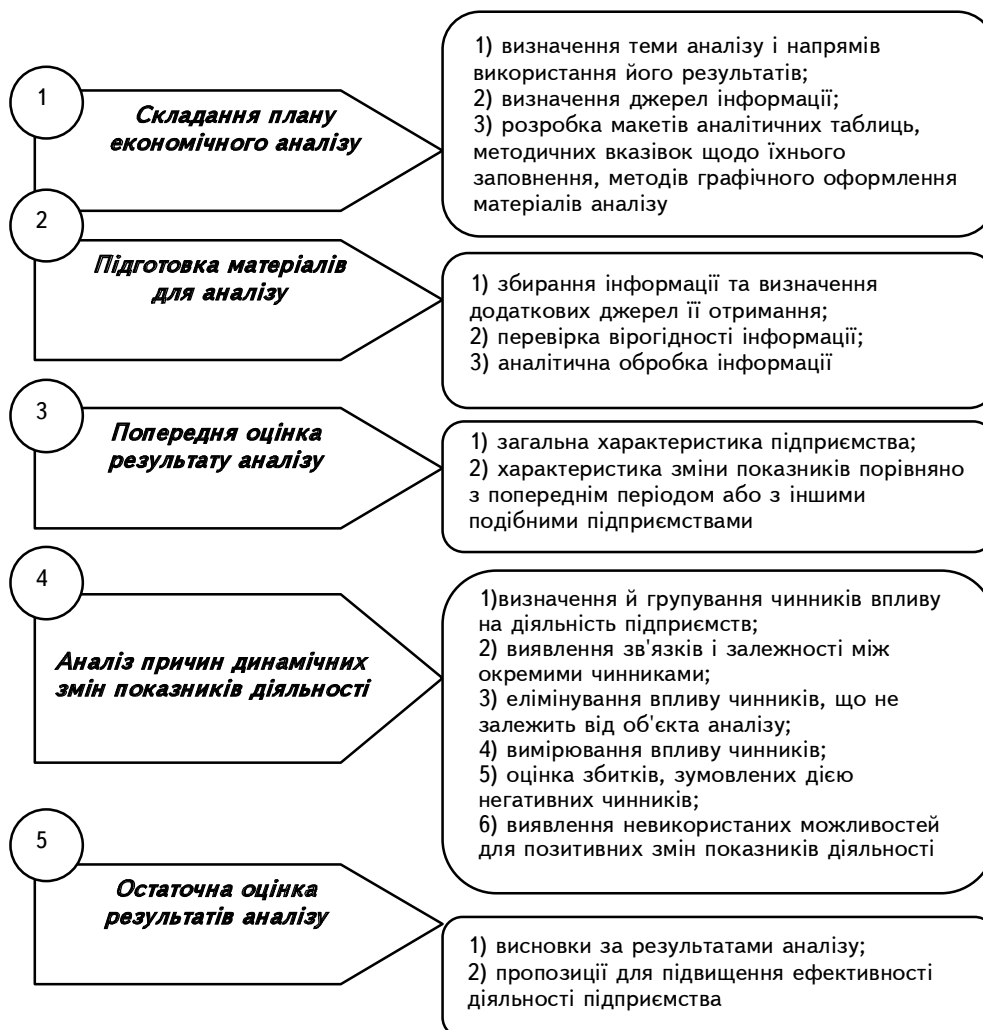 1
Складання плану
економічного аналізу
1) визначення теми аналізу і напрямів
використання його результатів;
2) визначення джерел інформації;
3) розробка макетів аналітичних таблиць,
методичних вказівок щодо їхнього
заповнення, методів графічного оформлення
матеріалів аналізу
2
Підготовка матеріалів
для аналізу
1) збирання інформації та визначення
додаткових джерел її отримання;
2) перевірка вірогідності інформації;
3) аналітична обробка інформації
3
Попередня оцінка
результату аналізу
1) загальна характеристика підприємства;
2) характеристика зміни показників порівняно
з попереднім періодом або з іншими
подібними підприємствами
4
Аналіз причин динамічних
змін показників діяльності
1)визначення й групування чинників впливу
на діяльність підприємств;
2) виявлення зв'язків і залежності між
окремими чинниками;
3) елімінування впливу чинників, що не
залежить від об'єкта аналізу;
4) вимірювання впливу чинників;
5) оцінка збитків, зумовлених дією
негативних чинників;
6) виявлення невикористаних можливостей
для позитивних змін показників діяльності
5
Остаточна оцінка
результатів аналізу
1) висновки за результатами аналізу;
2) пропозиції для підвищення ефективності
діяльності підприємства